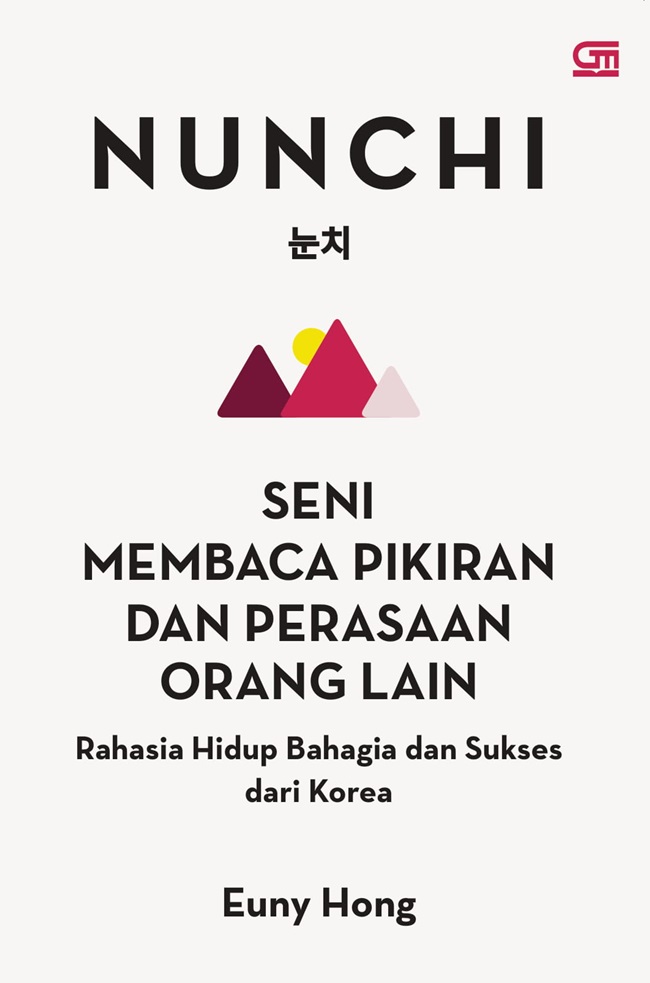 GM
NUNCHI
눈치
SENI
MEMBACA PIKIRAN
DAN PERASAAN
ORANG LAIN
Rahasia Hidup Bahagia dan Sukses
dari Korea
Euny Hong